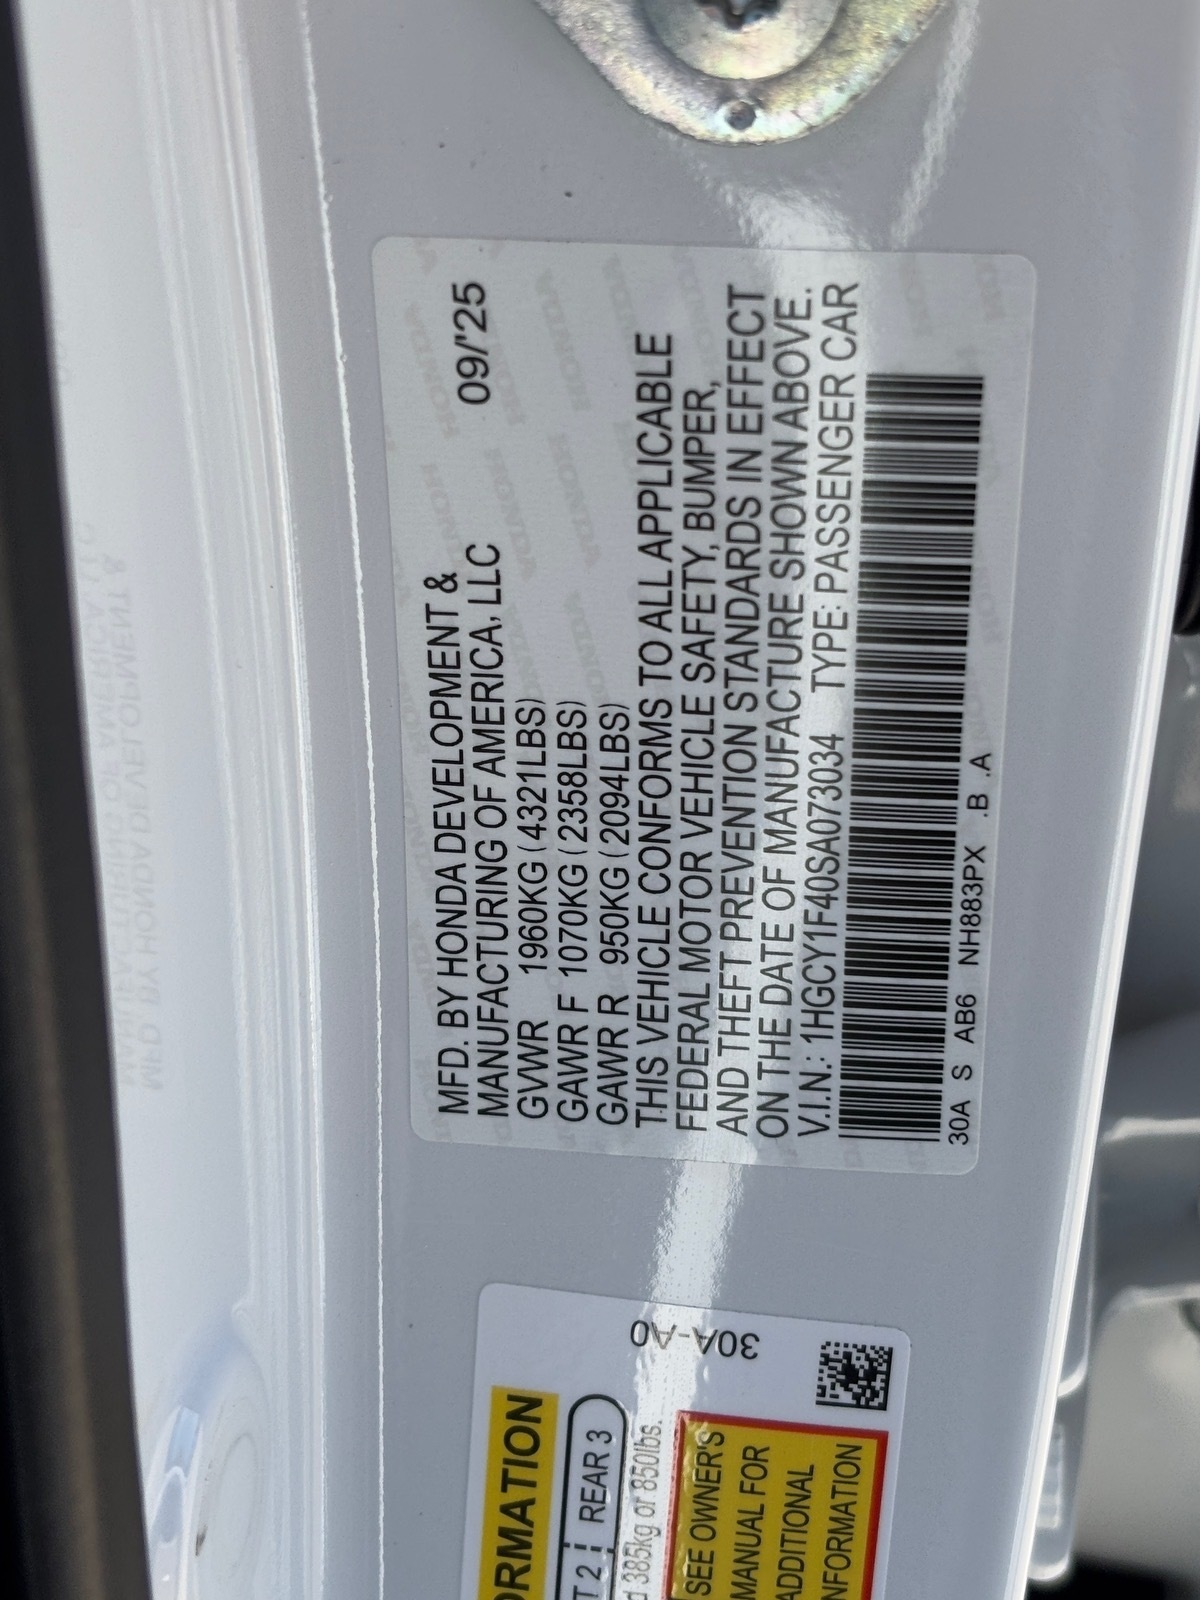 MFD. BY HONDA DEVELOPMENT &
MANUFACTURING OF AMERICA, LLC 09/'25
GVWR 1960KG (4321LBS)
GAWR F 1070KG (2358LBS)
GAWR R 950KG (2094LBS)
THIS VEHICLE CONFORMS TO ALL APPLICABLE
FEDERAL MOTOR VEHICLE SAFETY, BUMPER,
AND THEFT PREVENTION STANDARDS IN EFFECT
ON THE DATE OF MANUFACTURE SHOWN ABOVE.
V.I.N.: 1HGCY1F40SA073034 TYPE: PASSENGER CAR
30A S AB6 NH883PX .B .A
30A-A0
ORMATION
T 2 REAR 3
d 385kg or 850lbs.
SEE OWNER'S
MANUAL FOR
ADDITIONAL
NFORMATION